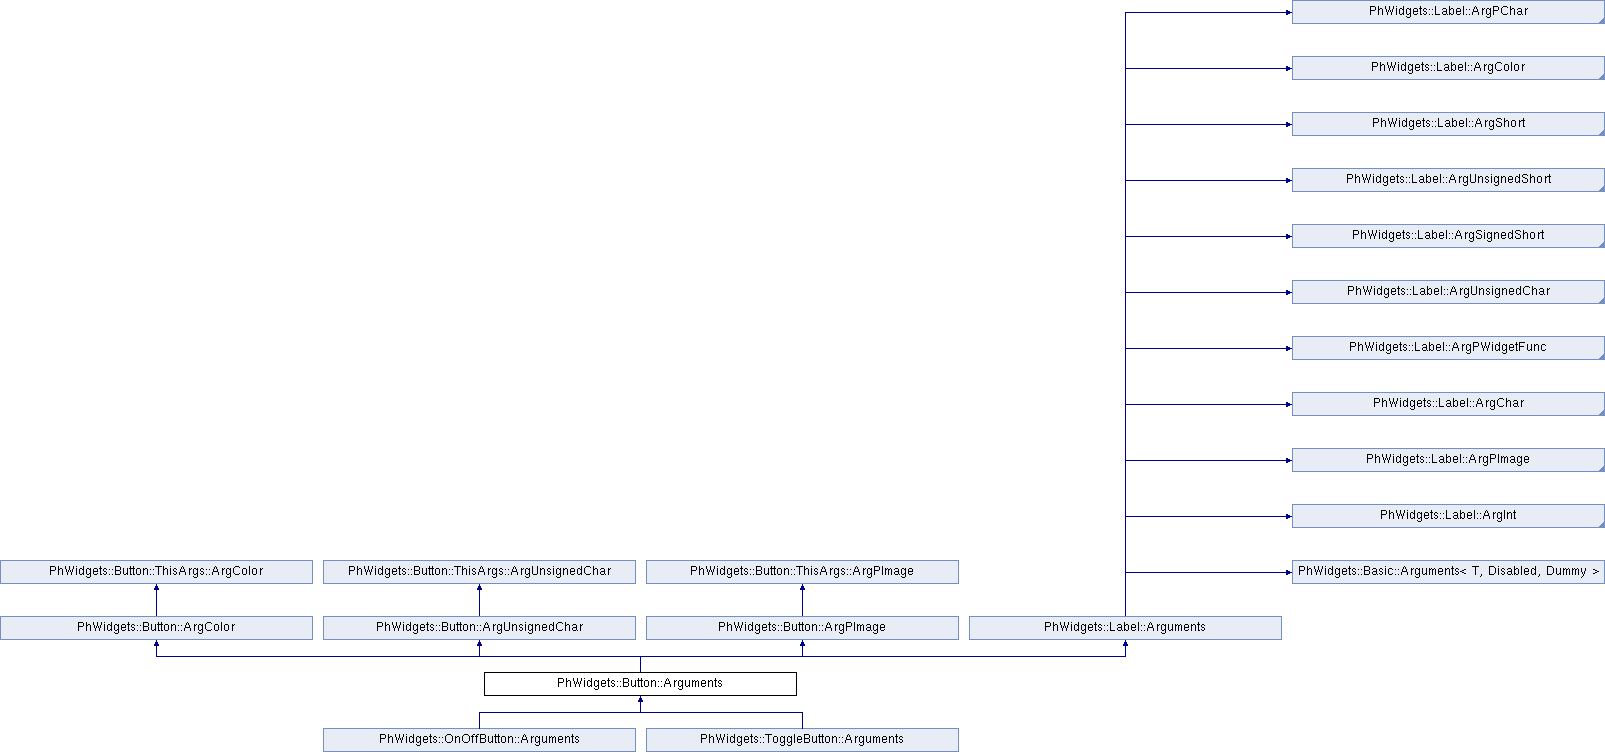 PhWidgets::Label::ArgPChar
PhWidgets::Label::ArgColor
PhWidgets::Label::ArgShort
PhWidgets::Label::ArgUnsignedShort
PhWidgets::Label::ArgSignedShort
PhWidgets::Label::ArgUnsignedChar
PhWidgets::Label::ArgPWidgetFunc
PhWidgets::Label::ArgChar
PhWidgets::Label::ArgPImage
PhWidgets::Label::ArgInt
PhWidgets::Button::ThisArgs::ArgColor
PhWidgets::Button::ThisArgs::ArgUnsignedChar
PhWidgets::Button::ThisArgs::ArgPImage
PhWidgets::Basic::Arguments< T, Disabled, Dummy >
PhWidgets::Button::ArgColor
PhWidgets::Button::ArgUnsignedChar
PhWidgets::Button::ArgPImage
PhWidgets::Label::Arguments
PhWidgets::Button::Arguments
PhWidgets::OnOffButton::Arguments
PhWidgets::ToggleButton::Arguments